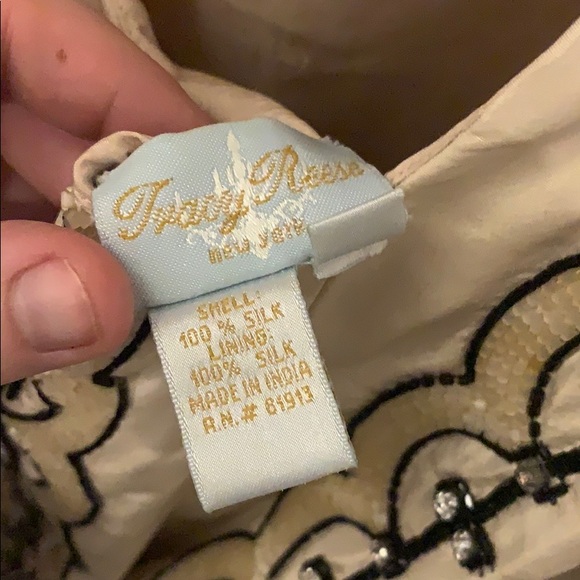 Tracy Reese
new york
SHELL:
100 % SILK
LINING:
100% SILK
MADE IN INDIA
R.N.# 81913